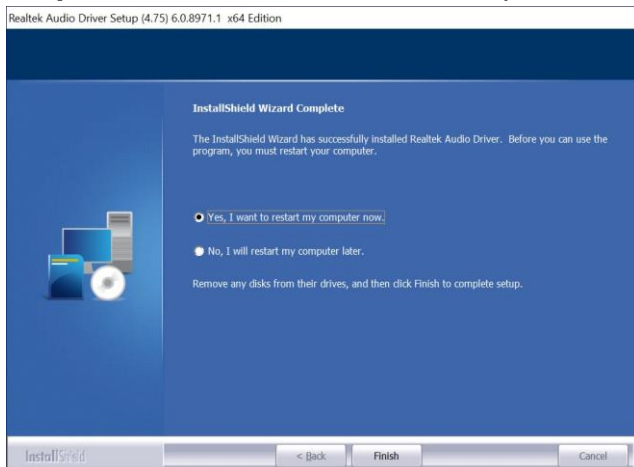 Realtek Audio Driver Setup (4.75) 6.0.8971.1 x64 Edition
InstallShield Wizard Complete
The InstallShield Wizard has successfully installed Realtek Audio Driver. Before you can use the
program, you must restart your computer.
Yes, I want to restart my computer now.
No, I will restart my computer later.
Remove any disks from their drives, and then click Finish to complete setup.
InstallShield
< Back
Finish
Cancel